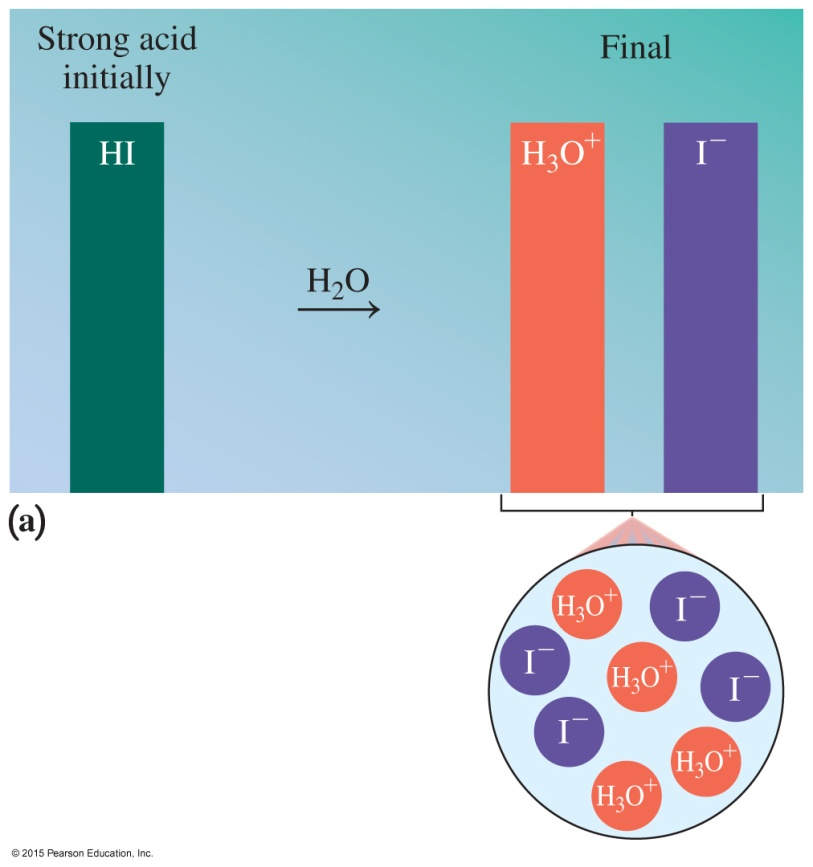 Strong acid
initially
Final
HI
H₃O⁺
I⁻
H₂O
(a)
H₃O⁺
I⁻
I⁻
H₃O⁺
I⁻
I⁻
H₃O⁺
H₃O⁺
© 2015 Pearson Education, Inc.